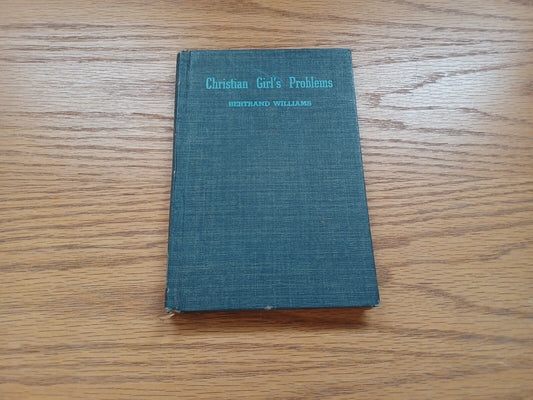 Christian Girl's Problems
BERTRAND WILLIAMS